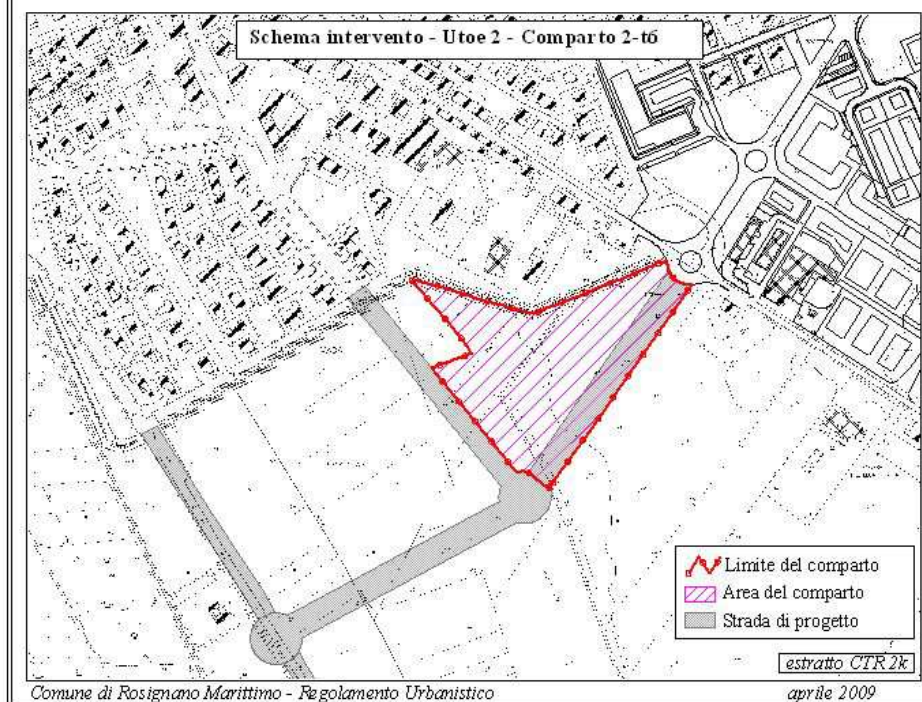 Schema intervento - Utoe 2 - Comparto 2-t6
Limite del comparto
Area del comparto
Strada di progetto
estratto CTR 2k
Comune di Rosignano Marittimo - Regolamento Urbanistico
aprile 2009